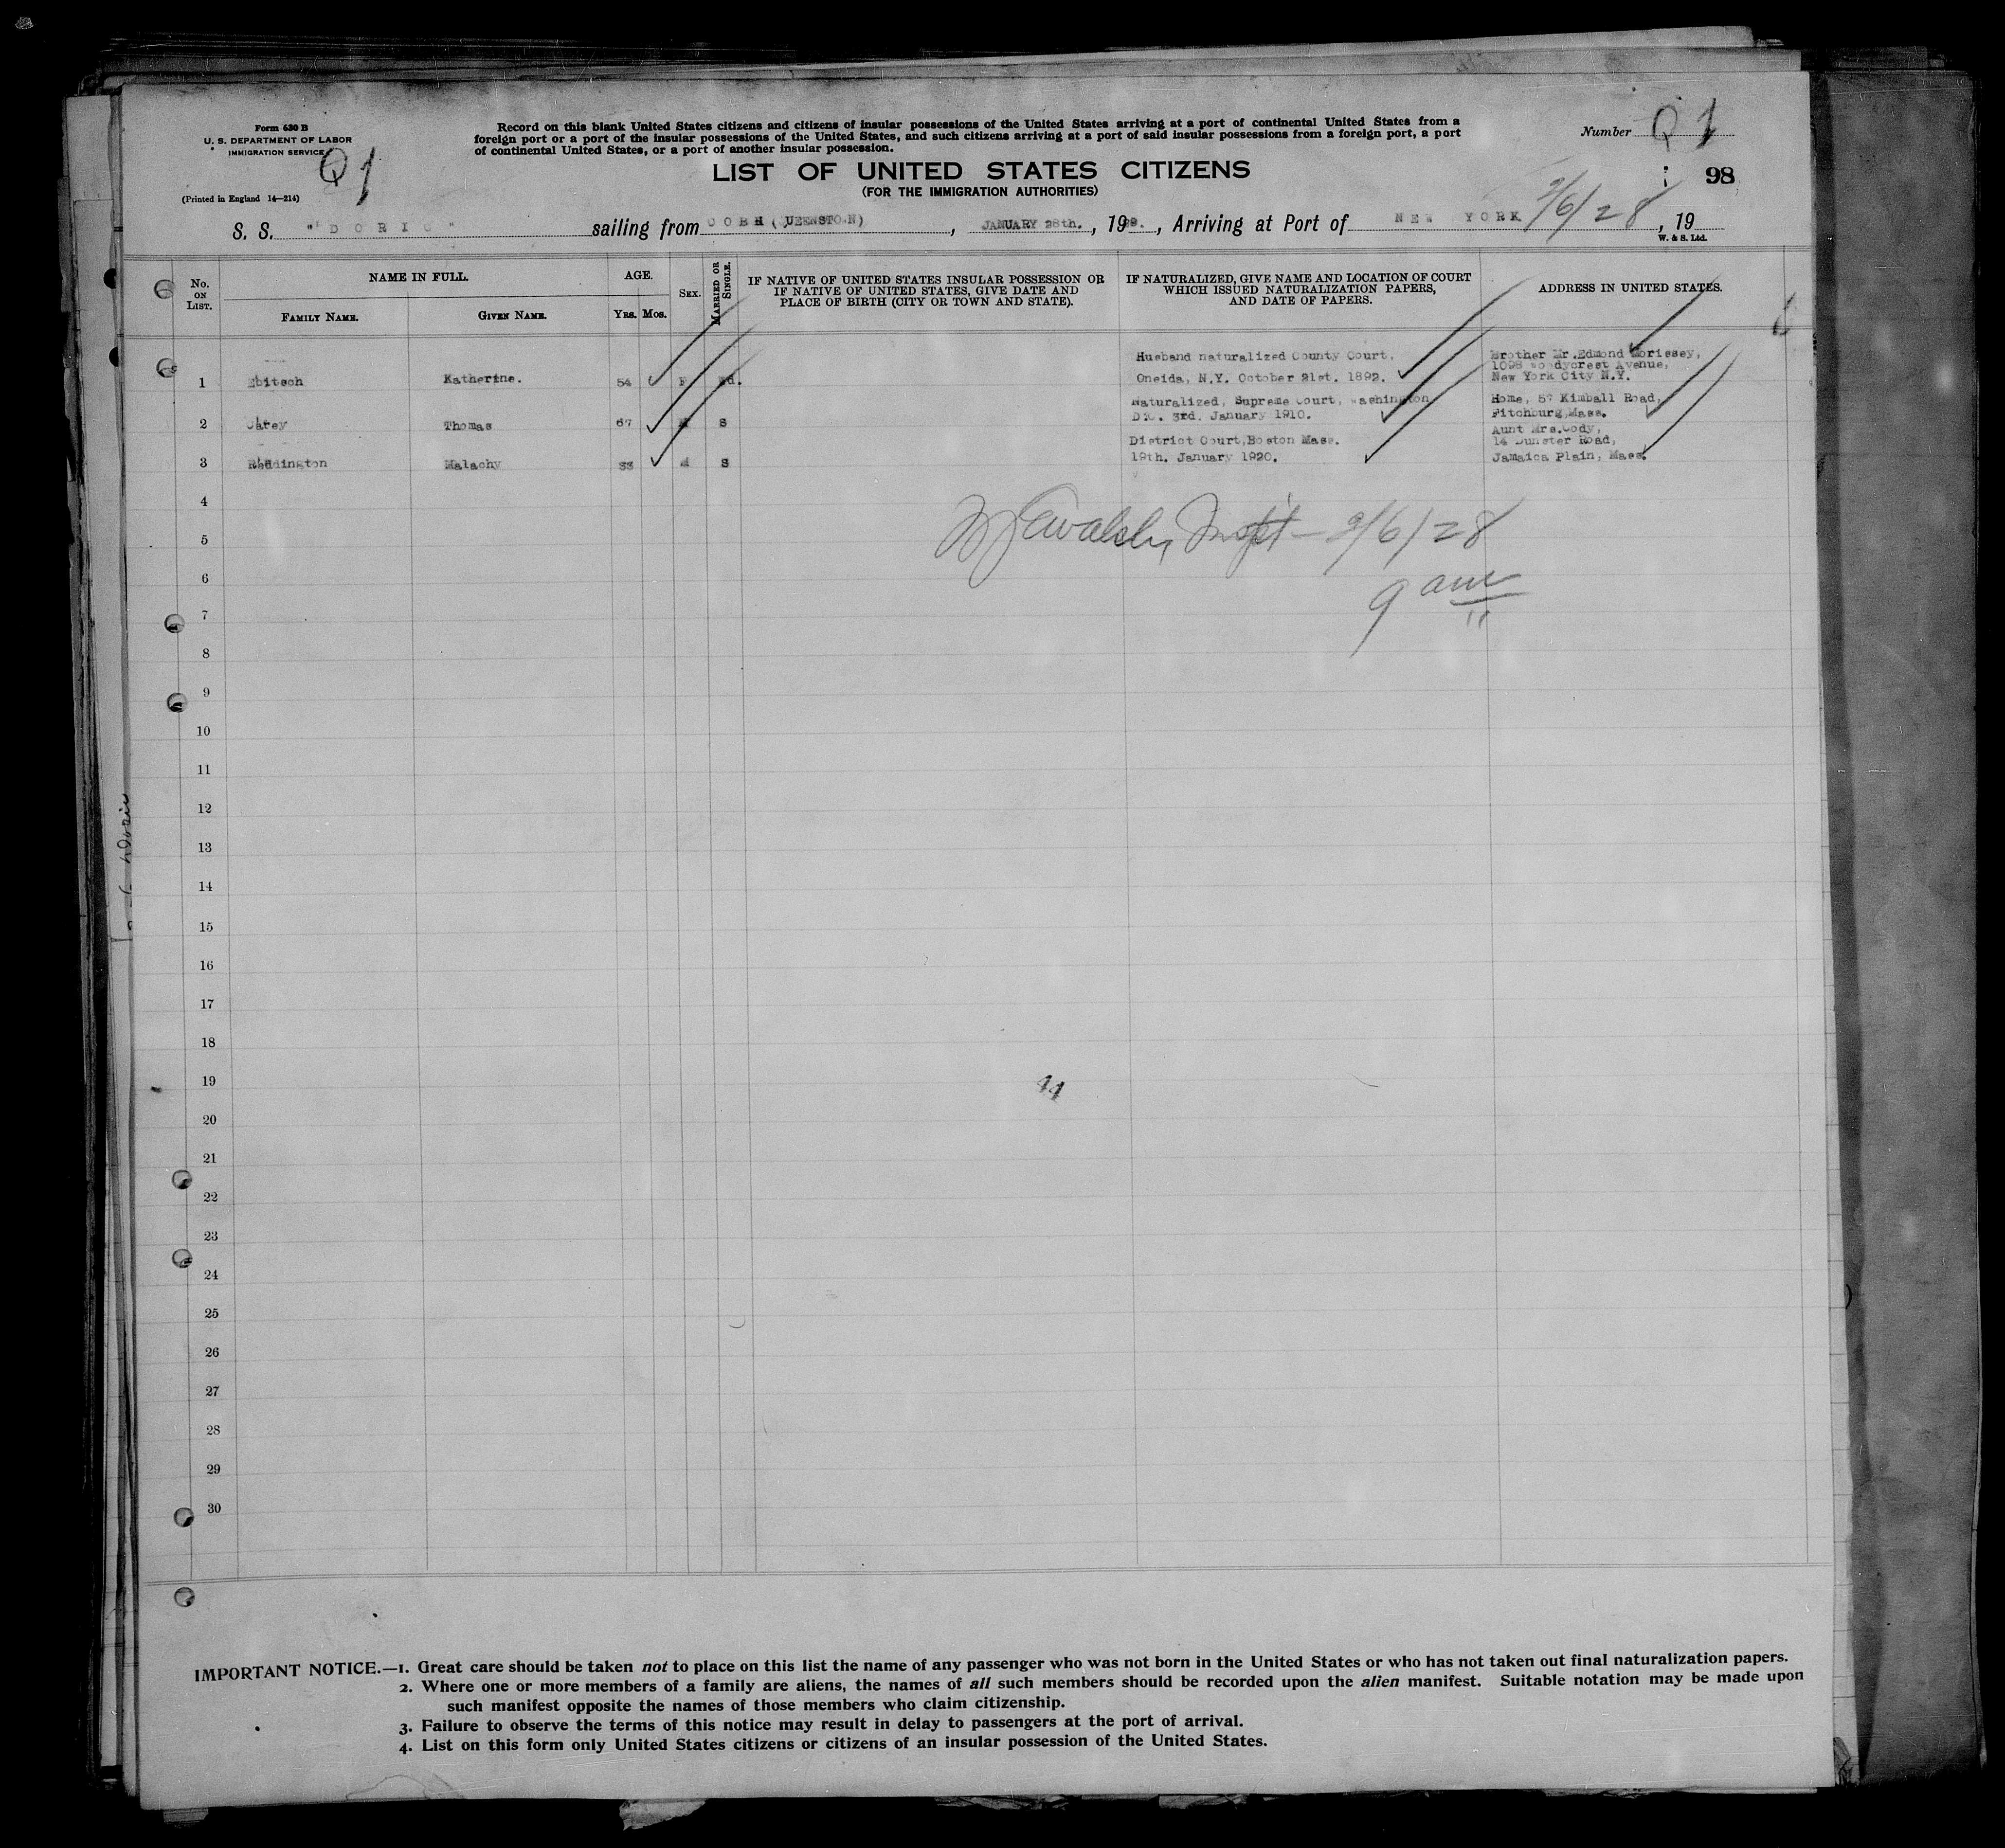 Form 630 B
U. S. DEPARTMENT OF LABOR
IMMIGRATION SERVICE
Q 1
(Printed in England 14—214)
Record on this blank United States citizens and citizens of insular possessions of the United States arriving at a port of continental United States from a
foreign port or a port of the insular possessions of the United States, and such citizens arriving at a port of said insular possessions from a foreign port, a port
of continental United States, or a port of another insular possession.
Number Q 1
LIST OF UNITED STATES CITIZENS
(FOR THE IMMIGRATION AUTHORITIES)
98
S. S. "DORIC" sailing from COBH (QUEENSTOWN), JANUARY 28th., 19 , Arriving at Port of NEW YORK 2/6/28, 19
W. & S. Ltd.
No. ON LIST.
NAME IN FULL.
FAMILY NAME.
GIVEN NAME.
AGE.
YRS. MOS.
SEX.
MARRIED OR SINGLE.
IF NATIVE OF UNITED STATES INSULAR POSSESSION OR
IF NATIVE OF UNITED STATES, GIVE DATE AND
PLACE OF BIRTH (CITY OR TOWN AND STATE).
IF NATURALIZED, GIVE NAME AND LOCATION OF COURT
WHICH ISSUED NATURALIZATION PAPERS,
AND DATE OF PAPERS.
ADDRESS IN UNITED STATES.
1 Ebitsch Katherine. 54 F Wd.
Husband naturalized County Court,
Oneida, N.Y. October 21st. 1892.
Brother Mr.Edmond Morissey,
1098 Woodycrest Avenue,
New York City N.Y.
2 Carey Thomas 67 M S
Naturalized, Supreme Court, Washington
D.C. 3rd. January 1910.
Home, 57 Kimball Road,
Fitchburg,Mass.
3 Reddington Malachy 33 M S
District Court,Boston Mass.
19th. January 1920.
Aunt Mrs.Cody,
14 Dunster Road,
Jamaica Plain, Mass.
4
5
Walsh, Insp't — 2/6/28
9 am
6
7
8
9
10
11
12
13
14
15
16
17
18
19
44
20
21
22
23
24
25
26
27
28
29
30
IMPORTANT NOTICE.—1. Great care should be taken not to place on this list the name of any passenger who was not born in the United States or who has not taken out final naturalization papers.
2. Where one or more members of a family are aliens, the names of all such members should be recorded upon the alien manifest. Suitable notation may be made upon
such manifest opposite the names of those members who claim citizenship.
3. Failure to observe the terms of this notice may result in delay to passengers at the port of arrival.
4. List on this form only United States citizens or citizens of an insular possession of the United States.